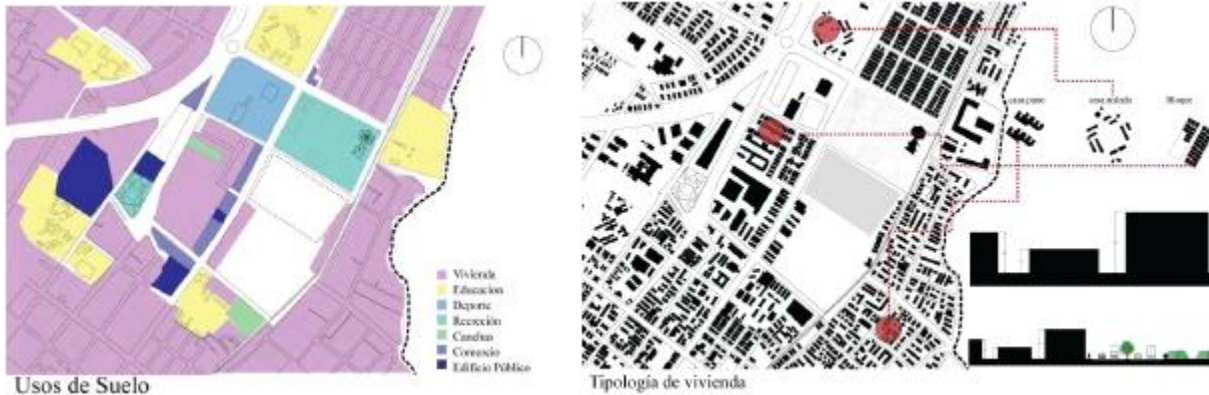 Vivienda
Educacion
Deporte
Recreción
Canchas
Comercio
Edificio Público
Usos de Suelo
casa patio
casa aislada
Bloque
Tipología de vivienda